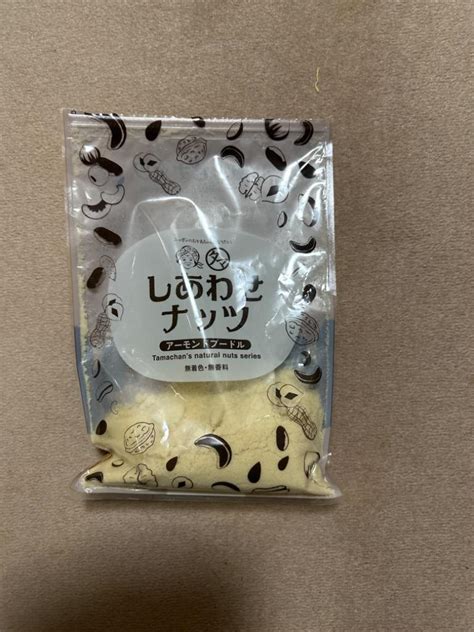 しあわせ
ナッツ
アーモンドプードル
Tamachan's natural nuts series
無着色・無香料